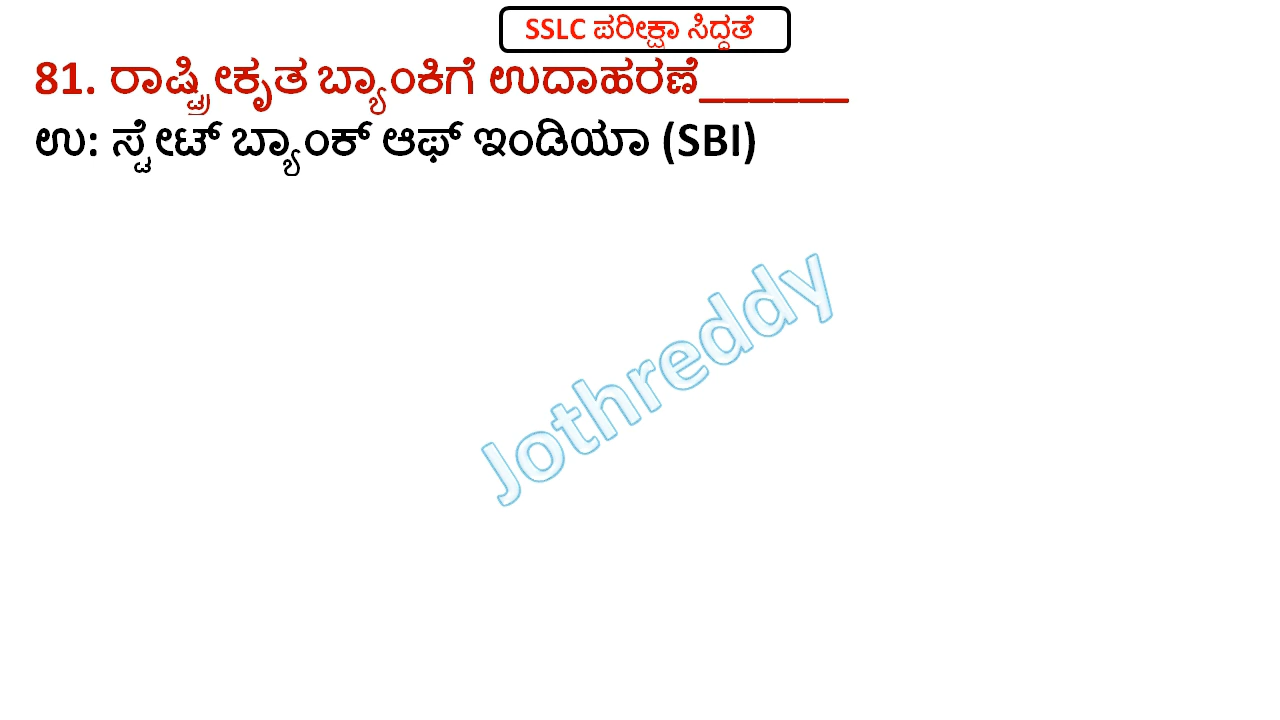 SSLC ಪರೀಕ್ಷಾ ಸಿದ್ಧತೆ
81. ರಾಷ್ಟ್ರೀಕೃತ ಬ್ಯಾಂಕಿಗೆ ಉದಾಹರಣೆ______
ಉ: ಸ್ಟೇಟ್ ಬ್ಯಾಂಕ್ ಆಫ್ ಇಂಡಿಯಾ (SBI)
Jothreddy